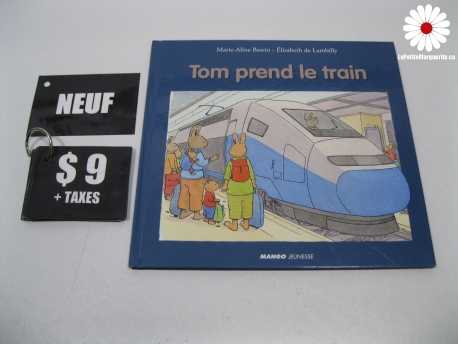 LaPetiteMarguerite.ca
NEUF
$ 9
+ TAXES
Marie-Aline Bawin - Élisabeth de Lambilly
Tom prend le train
MANGO JEUNESSE